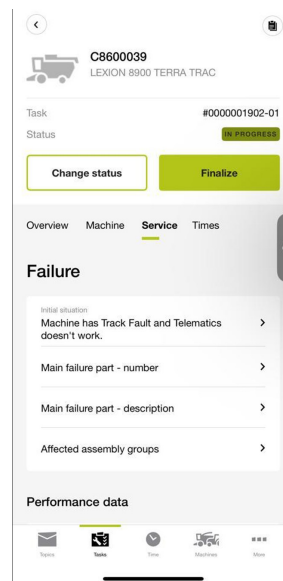 C8600039
LEXION 8900 TERRA TRAC
Task #0000001902-01
Status IN PROGRESS
Change status Finalize
Overview Machine Service Times
Failure
Initial situation
Machine has Track Fault and Telematics
doesn't work.
Main failure part - number
Main failure part - description
Affected assembly groups
Performance data
Topics Tasks Time Machines More